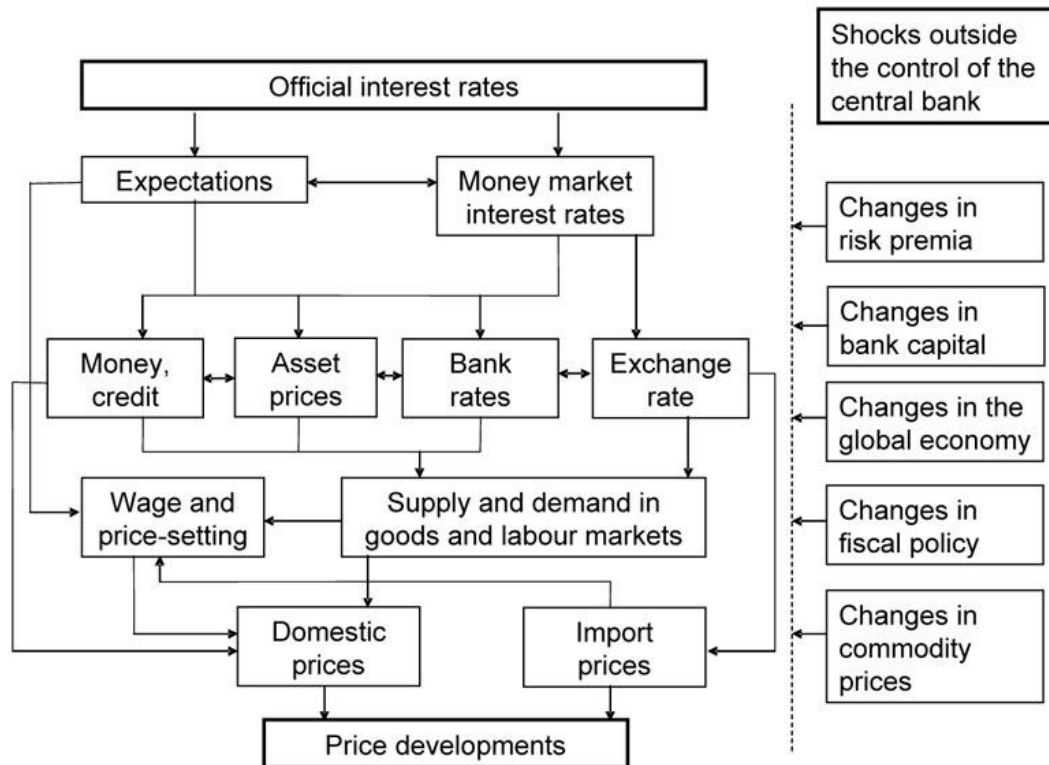 Official interest rates
Shocks outside
the control of the
central bank
Expectations
Money market
interest rates
Changes in
risk premia
Money,
credit
Asset
prices
Bank
rates
Exchange
rate
Changes in
bank capital
Changes in the
global economy
Wage and
price-setting
Supply and demand in
goods and labour markets
Changes in
fiscal policy
Domestic
prices
Import
prices
Changes in
commodity
prices
Price developments